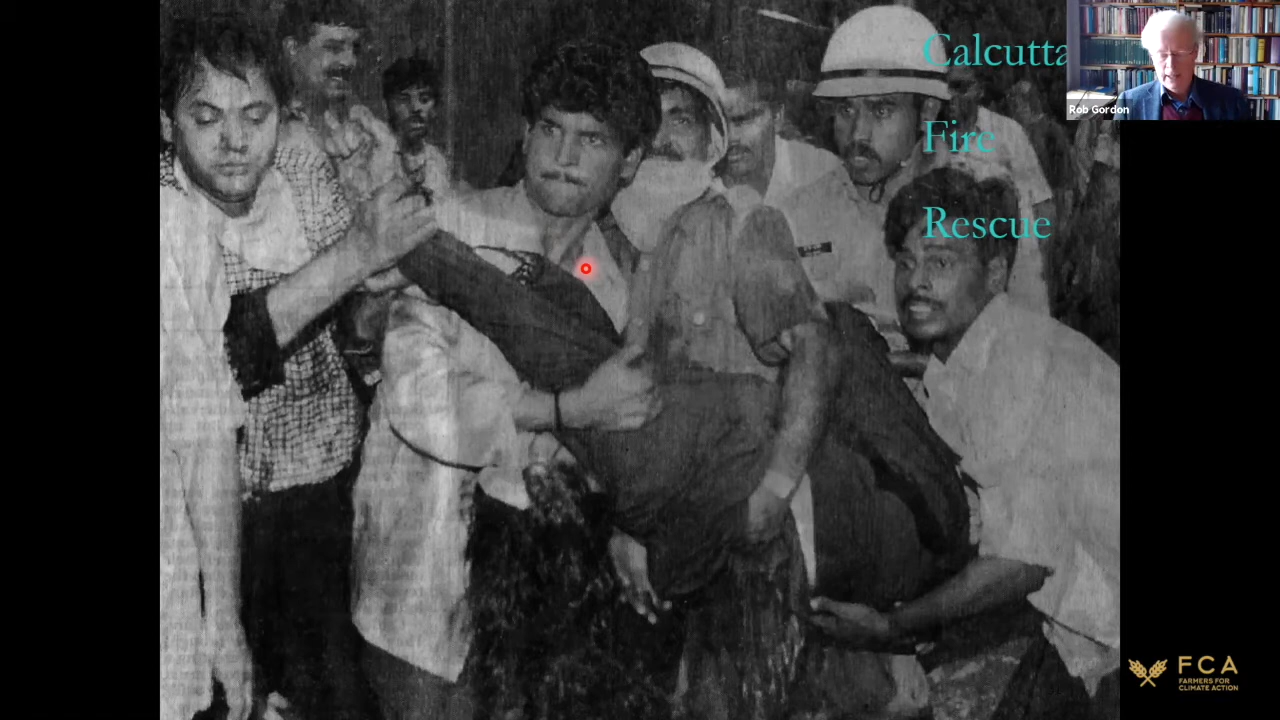 Calcutta
Fire
Rescue
Rob Gordon
FCA
FARMERS FOR
CLIMATE ACTION